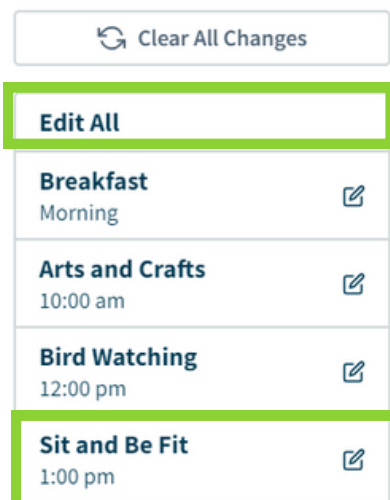 Clear All Changes
Edit All
Breakfast
Morning
Arts and Crafts
10:00 am
Bird Watching
12:00 pm
Sit and Be Fit
1:00 pm